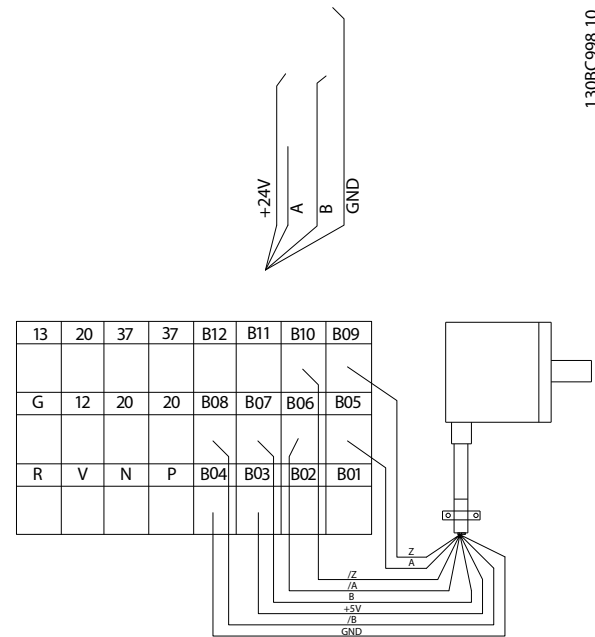 130BC998.10
+24V
A
B
GND
13 20 37 37 B12 B11 B10 B09
G 12 20 20 B08 B07 B06 B05
R V N P B04 B03 B02 B01
Z
A
/Z
/A
B
+5V
/B
GND